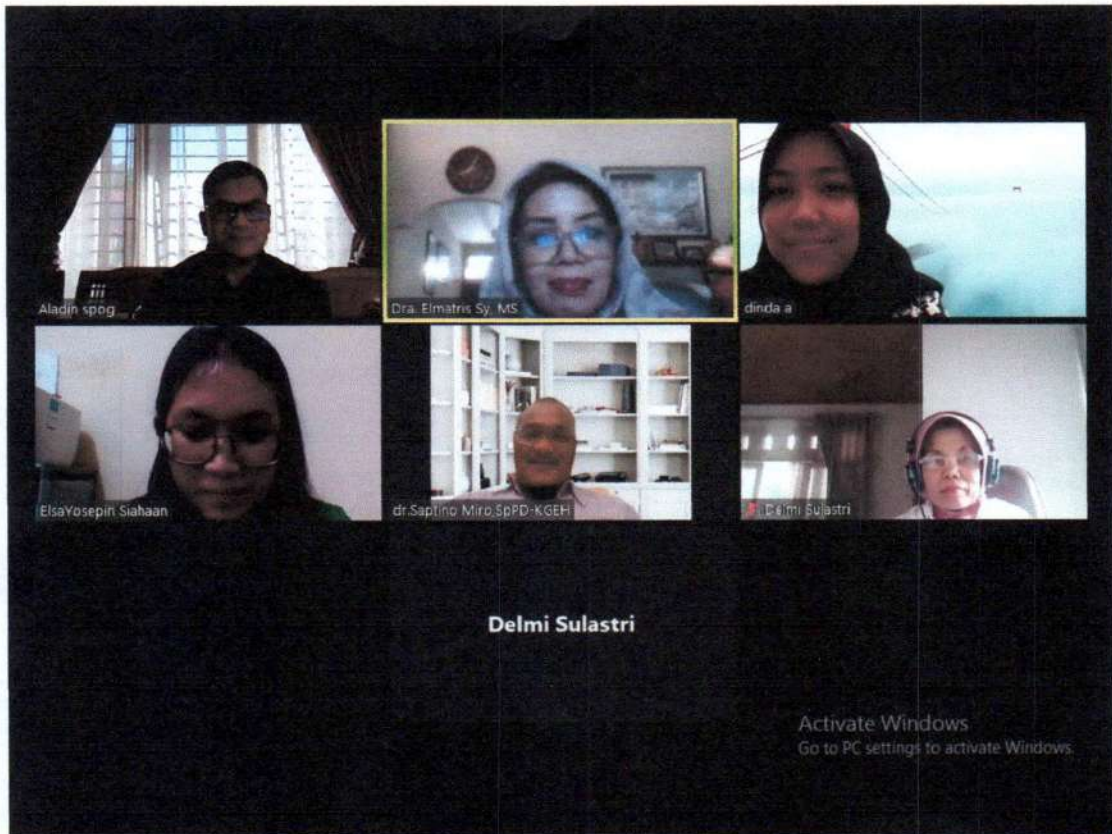 Aladin spog
Dra. Elmatris Sy, MS
dinda a
ElsaYosepin Siahaan
dr.Saptino Miro,SpPD-KGEH
Delmi Sulastri
Delmi Sulastri
Activate Windows
Go to PC settings to activate Windows.